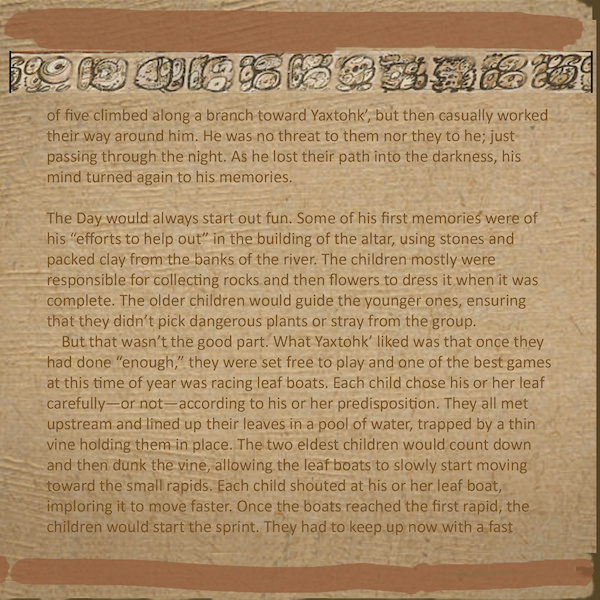 of five climbed along a branch toward Yaxtohk’, but then casually worked
their way around him. He was no threat to them nor they to he; just
passing through the night. As he lost their path into the darkness, his
mind turned again to his memories.
The Day would always start out fun. Some of his first memories were of
his “efforts to help out” in the building of the altar, using stones and
packed clay from the banks of the river. The children mostly were
responsible for collecting rocks and then flowers to dress it when it was
complete. The older children would guide the younger ones, ensuring
that they didn’t pick dangerous plants or stray from the group.
But that wasn’t the good part. What Yaxtohk’ liked was that once they
had done “enough,” they were set free to play and one of the best games
at this time of year was racing leaf boats. Each child chose his or her leaf
carefully—or not—according to his or her predisposition. They all met
upstream and lined up their leaves in a pool of water, trapped by a thin
vine holding them in place. The two eldest children would count down
and then dunk the vine, allowing the leaf boats to slowly start moving
toward the small rapids. Each child shouted at his or her leaf boat,
imploring it to move faster. Once the boats reached the first rapid, the
children would start the sprint. They had to keep up now with a fast